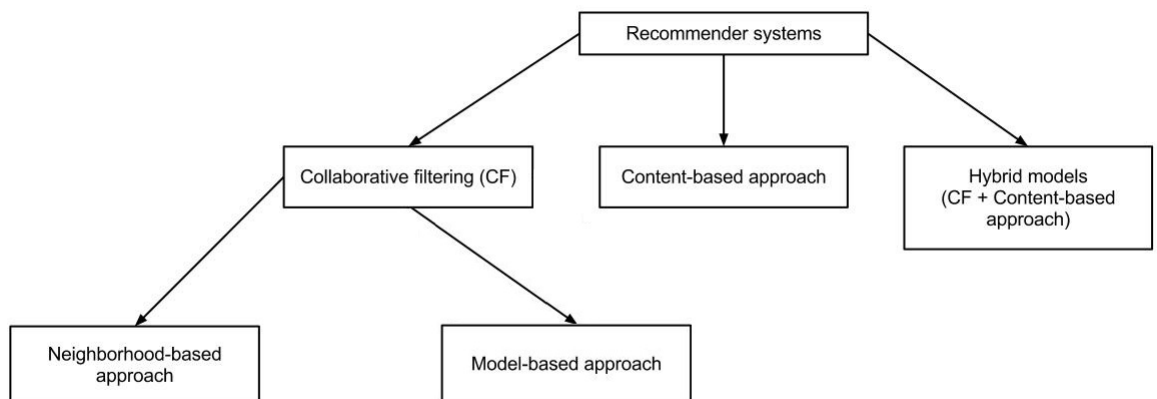 Recommender systems
Collaborative filtering (CF)
Content-based approach
Hybrid models
(CF + Content-based
approach)
Neighborhood-based
approach
Model-based approach